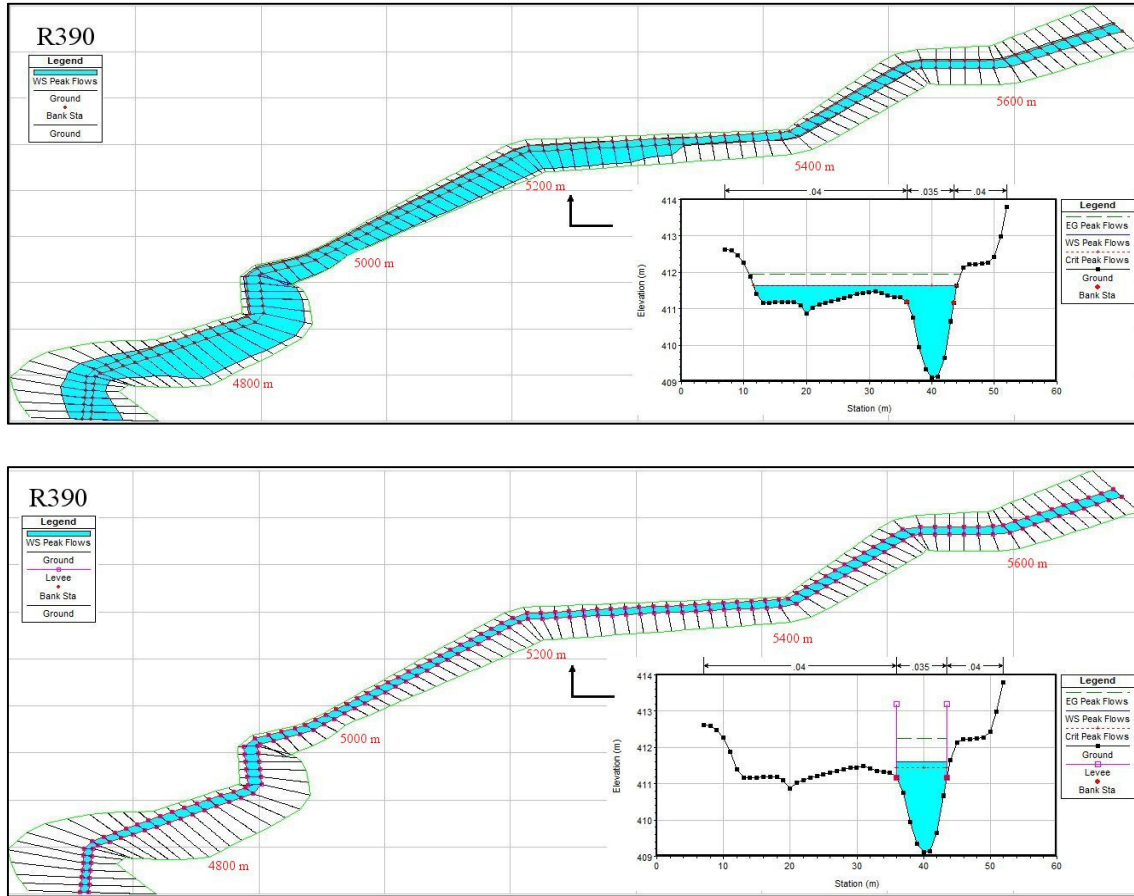 R390
Legend
WS Peak Flows
Ground
Bank Sta
Ground
5600 m
5400 m
5200 m
5000 m
4800 m
.04
.035
.04
414
413
412
411
410
409
Elevation (m)
0
10
20
30
40
50
60
Station (m)
Legend
EG Peak Flows
WS Peak Flows
Crit Peak Flows
Ground
Bank Sta
R390
Legend
WS Peak Flows
Ground
Levee
Bank Sta
Ground
5600 m
5400 m
5200 m
5000 m
4800 m
.04
.035
.04
414
413
412
411
410
409
Elevation (m)
0
10
20
30
40
50
60
Station (m)
Legend
EG Peak Flows
WS Peak Flows
Crit Peak Flows
Ground
Levee
Bank Sta